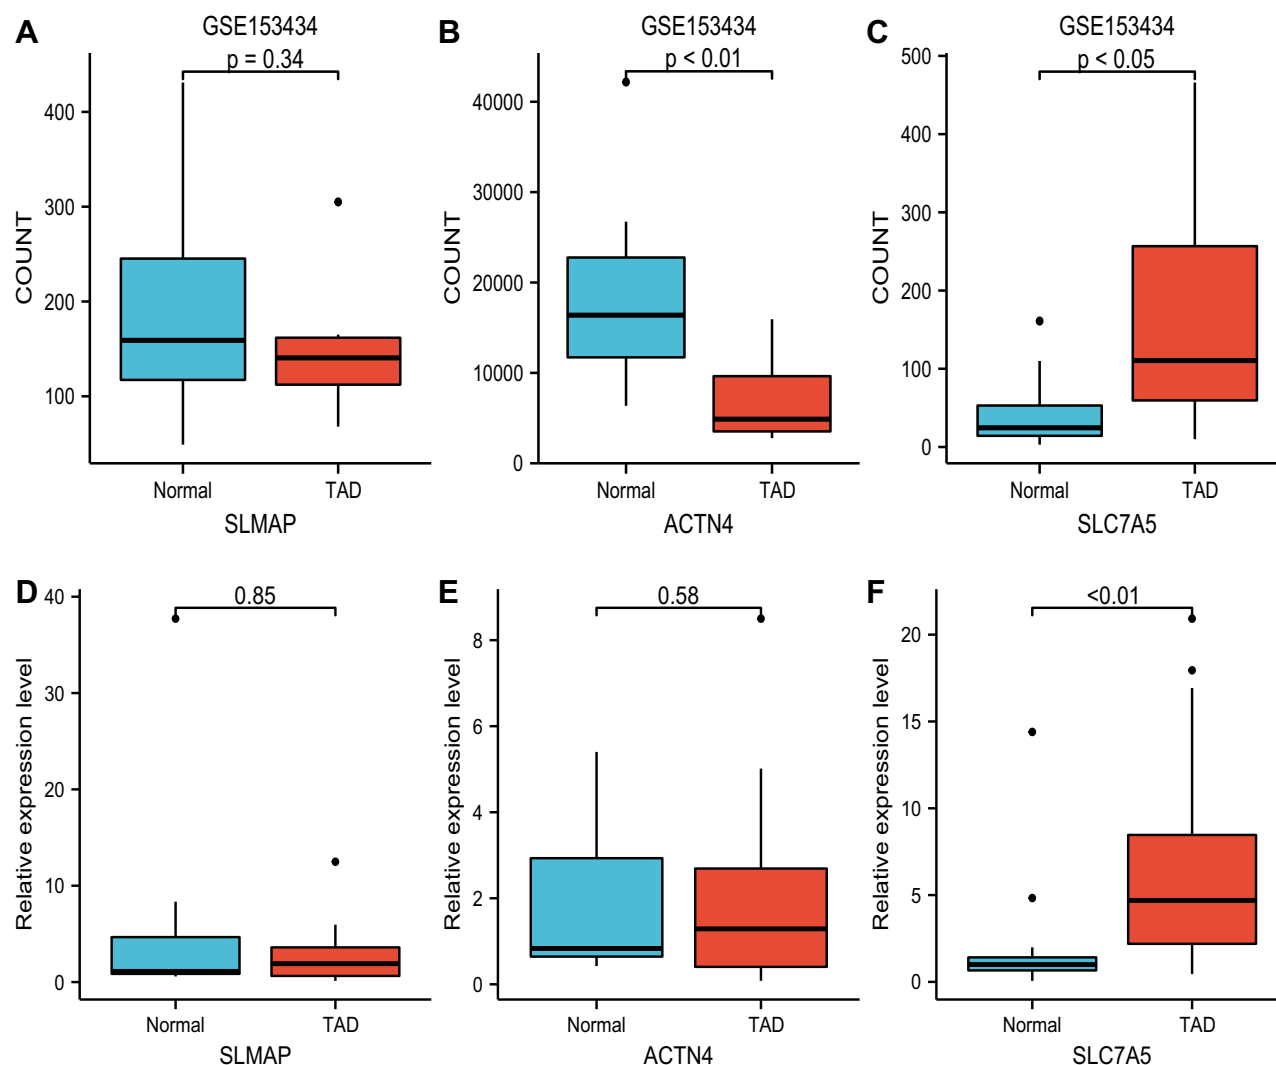 A
GSE153434
p = 0.34
COUNT
400
300
200
100
Normal
TAD
SLMAP
B
GSE153434
p < 0.01
COUNT
40000
30000
20000
10000
0
Normal
TAD
ACTN4
C
GSE153434
p < 0.05
COUNT
500
400
300
200
100
0
Normal
TAD
SLC7A5
D
0.85
Relative expression level
40
30
20
10
0
Normal
TAD
SLMAP
E
0.58
Relative expression level
8
6
4
2
0
Normal
TAD
ACTN4
F
<0.01
Relative expression level
20
15
10
5
0
Normal
TAD
SLC7A5